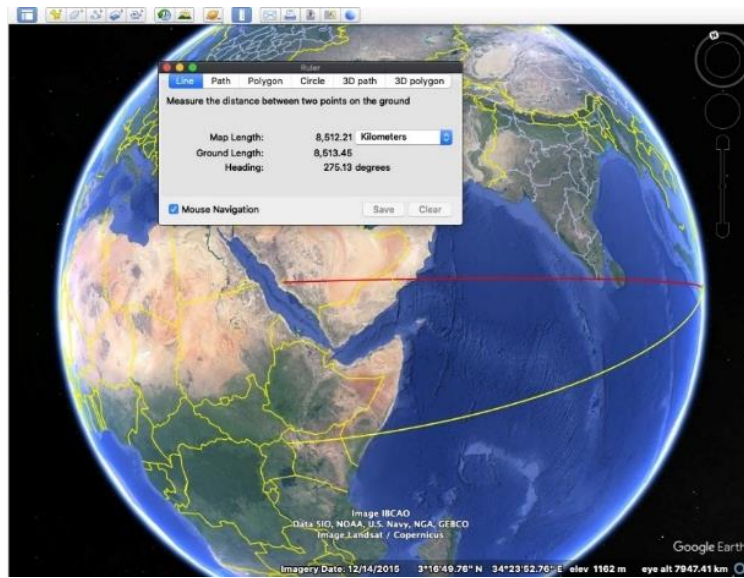 Ruler
Line Path Polygon Circle 3D path 3D polygon
Measure the distance between two points on the ground
Map Length: 8,512.21 Kilometers
Ground Length: 8,513.45
Heading: 275.13 degrees
Mouse Navigation Save Clear
Image IBCAO
Data SIO, NOAA, U.S. Navy, NGA, GEBCO
Image Landsat / Copernicus
Google Earth
Imagery Date: 12/14/2015 3°16'49.76" N 34°23'52.76" E elev 1162 m eye alt 7947.41 km